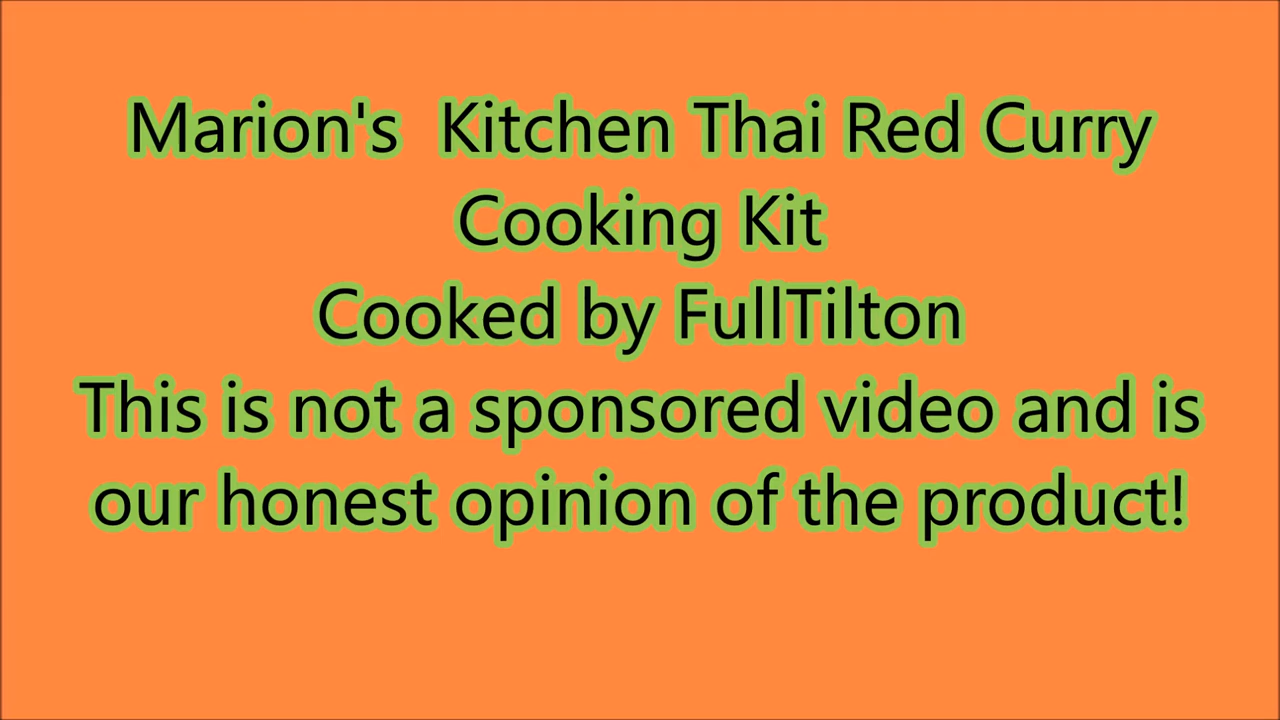 Marion's  Kitchen Thai Red Curry
Cooking Kit
Cooked by FullTilton
This is not a sponsored video and is
our honest opinion of the product!